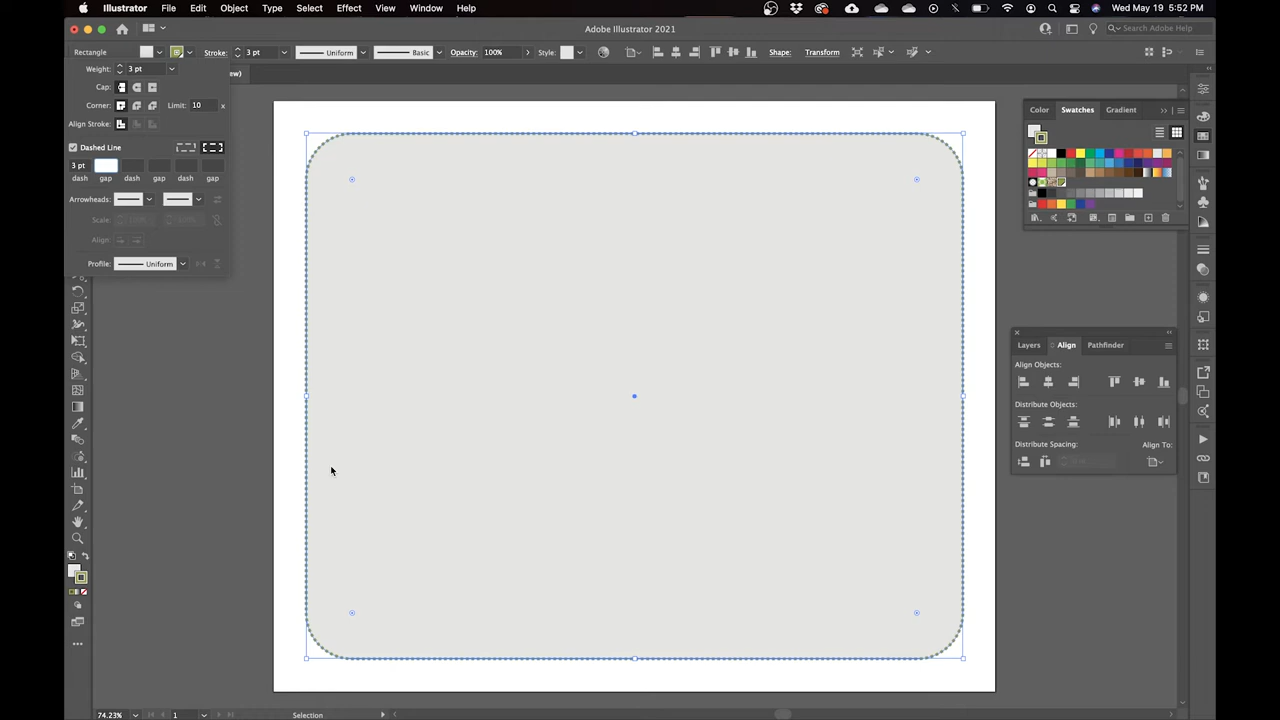 Illustrator File Edit Object Type Select Effect View Window Help Wed May 19 5:52 PM
Adobe Illustrator 2021
Search Adobe Help
Rectangle Stroke: 3 pt Uniform Basic Opacity: 100% Style: Shape: Transform
Weight: 3 pt
Cap:
Corner: Limit: 10 x
Align Stroke:
Dashed Line
3 pt
dash gap dash gap dash gap
Arrowheads:
Scale: 100% 100%
Align:
Profile: Uniform
Color Swatches Gradient
Layers Align Pathfinder
Align Objects:
Distribute Objects:
Distribute Spacing: Align To:
74.23% 1 Selection